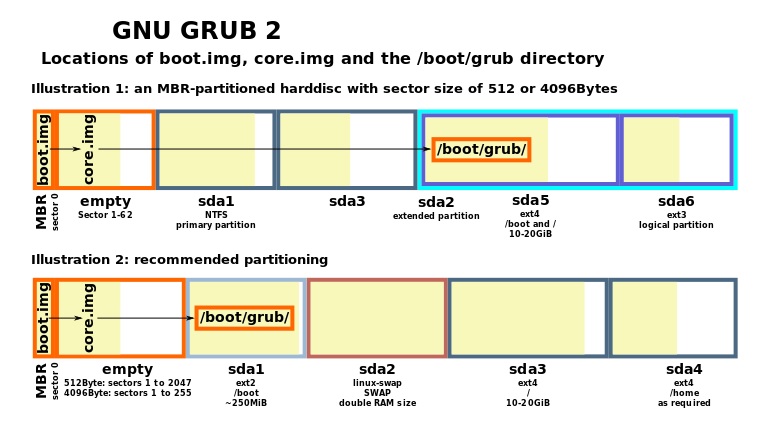 GNU GRUB 2
Locations of boot.img, core.img and the /boot/grub directory
Illustration 1: an MBR-partitioned harddisc with sector size of 512 or 4096Bytes
boot.img
core.img
/boot/grub/
MBR
sector 0
empty
Sector 1-62
sda1
NTFS
primary partition
sda3
sda2
extended partition
sda5
ext4
/boot and /
10-20GiB
sda6
ext3
logical partition
Illustration 2: recommended partitioning
boot.img
core.img
/boot/grub/
MBR
sector 0
empty
512Byte: sectors 1 to 2047
4096Byte: sectors 1 to 255
sda1
ext2
/boot
~250MiB
sda2
linux-swap
SWAP
double RAM size
sda3
ext4
/
10-20GiB
sda4
ext4
/home
as required